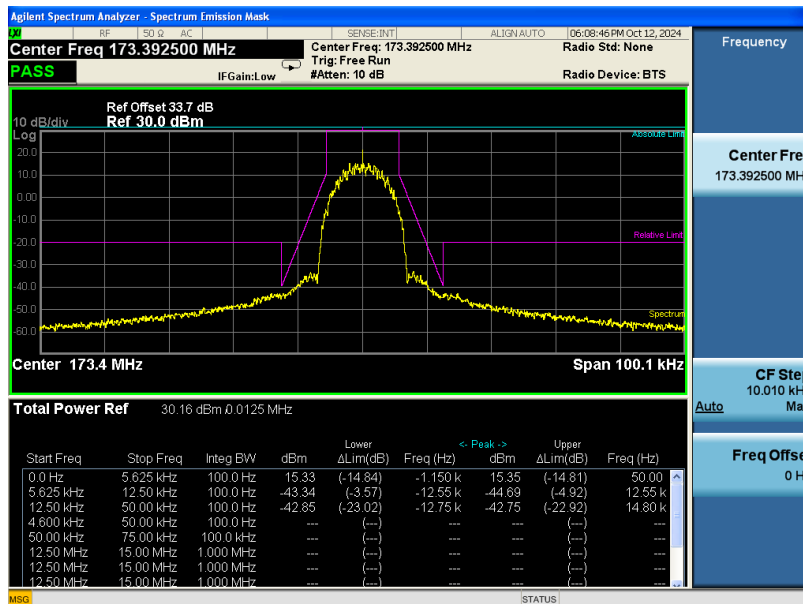 Agilent Spectrum Analyzer - Spectrum Emission Mask
LXI RF 50 Ω AC SENSE:INT ALIGN AUTO 06:08:46 PM Oct 12, 2024
Center Freq 173.392500 MHz Center Freq: 173.392500 MHz Radio Std: None
Trig: Free Run
PASS IFGain:Low #Atten: 10 dB Radio Device: BTS
Frequency
Ref Offset 33.7 dB
10 dB/div Ref 30.0 dBm
Log
Absolute Limit
20.0
10.0
0.00
-10.0
-20.0
Relative Limit
-30.0
-40.0
-50.0
Spectrum
-60.0
Center 173.4 MHz Span 100.1 kHz
Center Fre
173.392500 MH
CF Ste
10.010 kH
Auto Ma
Freq Offse
0 H
Total Power Ref 30.16 dBm / 0.0125 MHz
Lower <- Peak -> Upper
Start Freq Stop Freq Integ BW dBm ΔLim(dB) Freq (Hz) dBm ΔLim(dB) Freq (Hz)
0.0 Hz 5.625 kHz 100.0 Hz 15.33 (-14.84) -1.150 k 15.35 (-14.81) 50.00
5.625 kHz 12.50 kHz 100.0 Hz -43.34 (-3.57) -12.55 k -44.69 (-4.92) 12.55 k
12.50 kHz 50.00 kHz 100.0 Hz -42.85 (-23.02) -12.75 k -42.75 (-22.92) 14.80 k
4.600 kHz 50.00 kHz 100.0 Hz --- (---) --- --- (---) ---
50.00 kHz 75.00 kHz 100.0 kHz --- (---) --- --- (---) ---
12.50 MHz 15.00 MHz 1.000 MHz --- (---) --- --- (---) ---
12.50 MHz 15.00 MHz 1.000 MHz --- (---) --- --- (---) ---
12.50 MHz 15.00 MHz 1.000 MHz --- (---) --- --- (---) ---
MSG STATUS